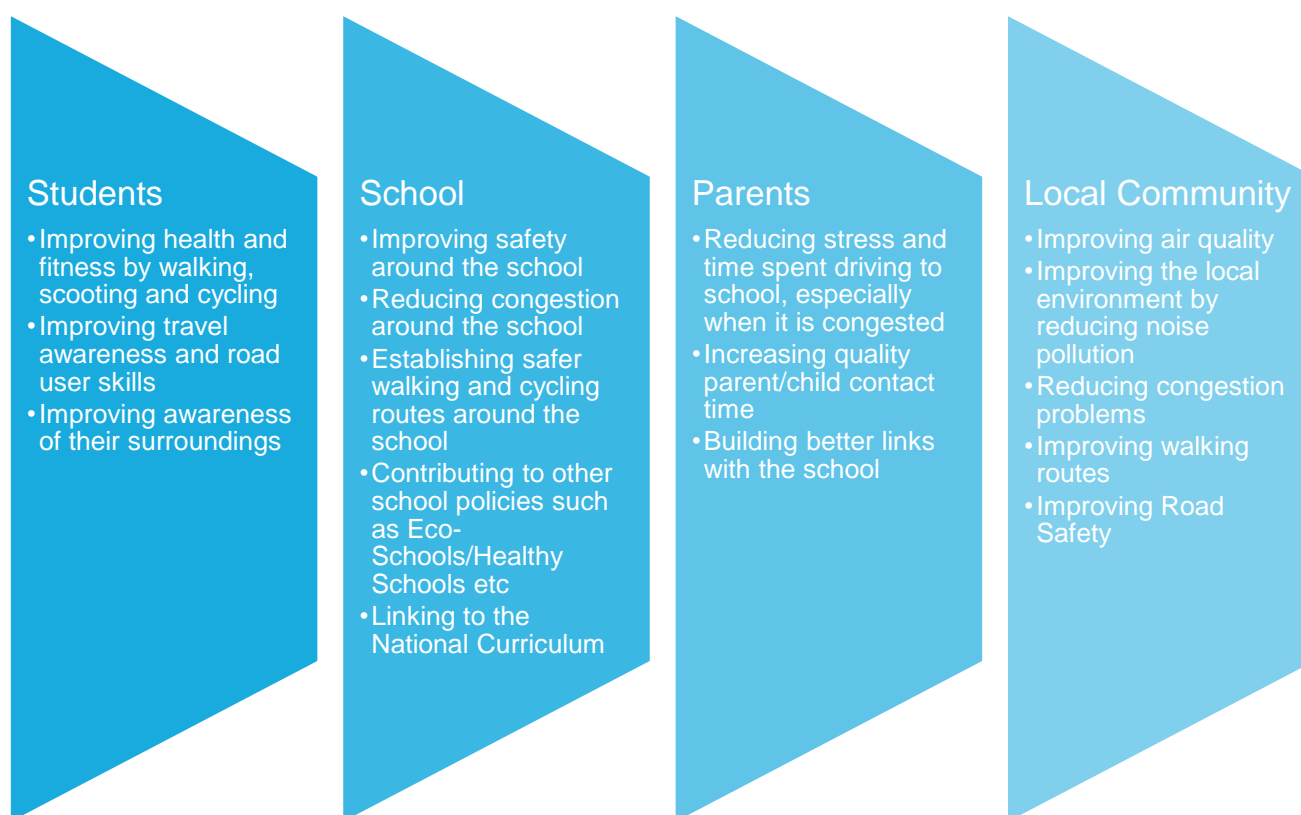 Students
•Improving health and
fitness by walking,
scooting and cycling
•Improving travel
awareness and road
user skills
•Improving awareness
of their surroundings
School
•Improving safety
around the school
•Reducing congestion
around the school
•Establishing safer
walking and cycling
routes around the
school
•Contributing to other
school policies such
as Eco-
Schools/Healthy
Schools etc
•Linking to the
National Curriculum
Parents
•Reducing stress and
time spent driving to
school, especially
when it is congested
•Increasing quality
parent/child contact
time
•Building better links
with the school
Local Community
•Improving air quality
•Improving the local
environment by
reducing noise
pollution
•Reducing congestion
problems
•Improving walking
routes
•Improving Road
Safety